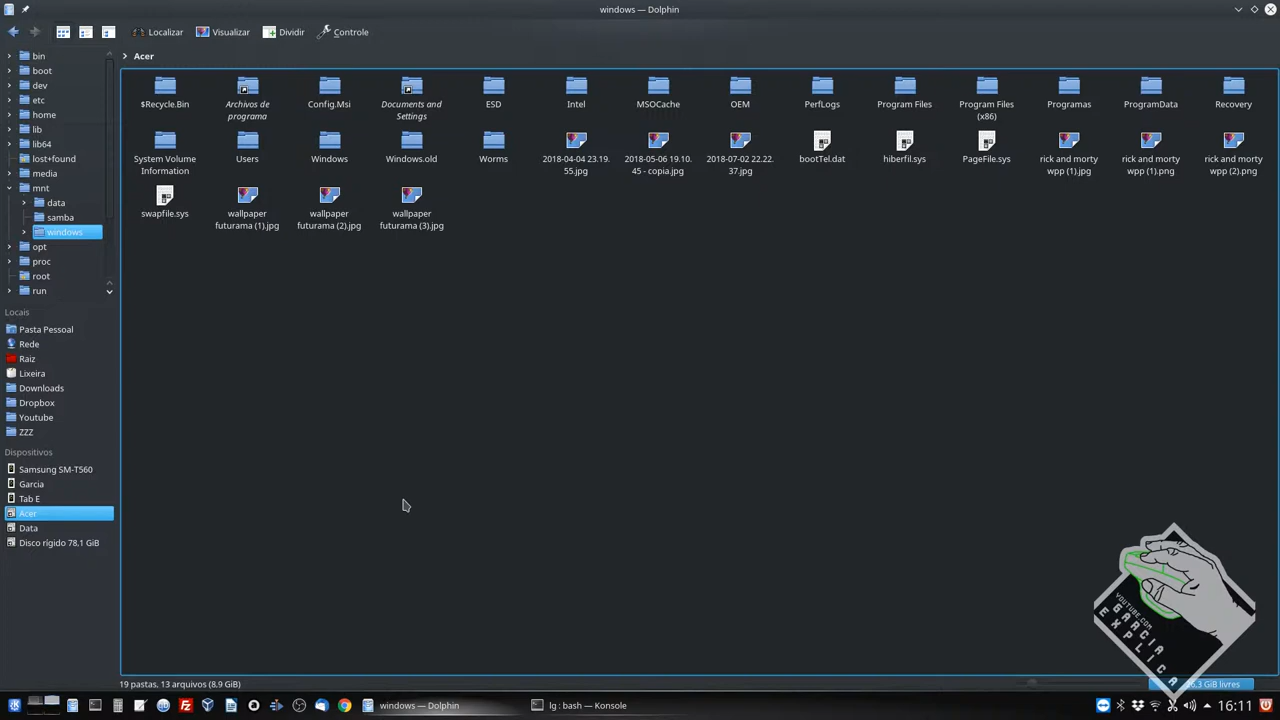 windows — Dolphin
Localizar Visualizar Dividir Controle
bin
boot
dev
etc
home
lib
lib64
lost+found
media
mnt
data
samba
windows
opt
proc
root
run
Locais
Pasta Pessoal
Rede
Raiz
Lixeira
Downloads
Dropbox
Youtube
ZZZ
Dispositivos
Samsung SM-T560
Garcia
Tab E
Acer
Data
Disco rígido 78,1 GiB
Acer
$Recycle.Bin
Archivos de
programa
Config.Msi
Documents and
Settings
ESD
Intel
MSOCache
OEM
PerfLogs
Program Files
Program Files
(x86)
Programas
ProgramData
Recovery
System Volume
Information
Users
Windows
Windows.old
Worms
2018-04-04 23.19.
55.jpg
2018-05-06 19.10.
45 - copia.jpg
2018-07-02 22.22.
37.jpg
bootTel.dat
hiberfil.sys
PageFile.sys
rick and morty
wpp (1).jpg
rick and morty
wpp (1).png
rick and morty
wpp (2).png
swapfile.sys
wallpaper
futurama (1).jpg
wallpaper
futurama (2).jpg
wallpaper
futurama (3).jpg
19 pastas, 13 arquivos (8,9 GiB)
GiB livres
YOUTUBE.COM
GARCIA
EXPLICA
windows — Dolphin
lg : bash — Konsole
16:11